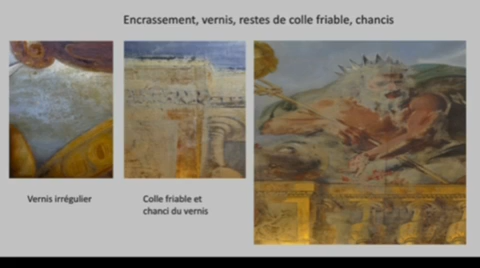 Encrassement, vernis, restes de colle friable, chancis
Vernis irrégulier
Colle friable et
chanci du vernis